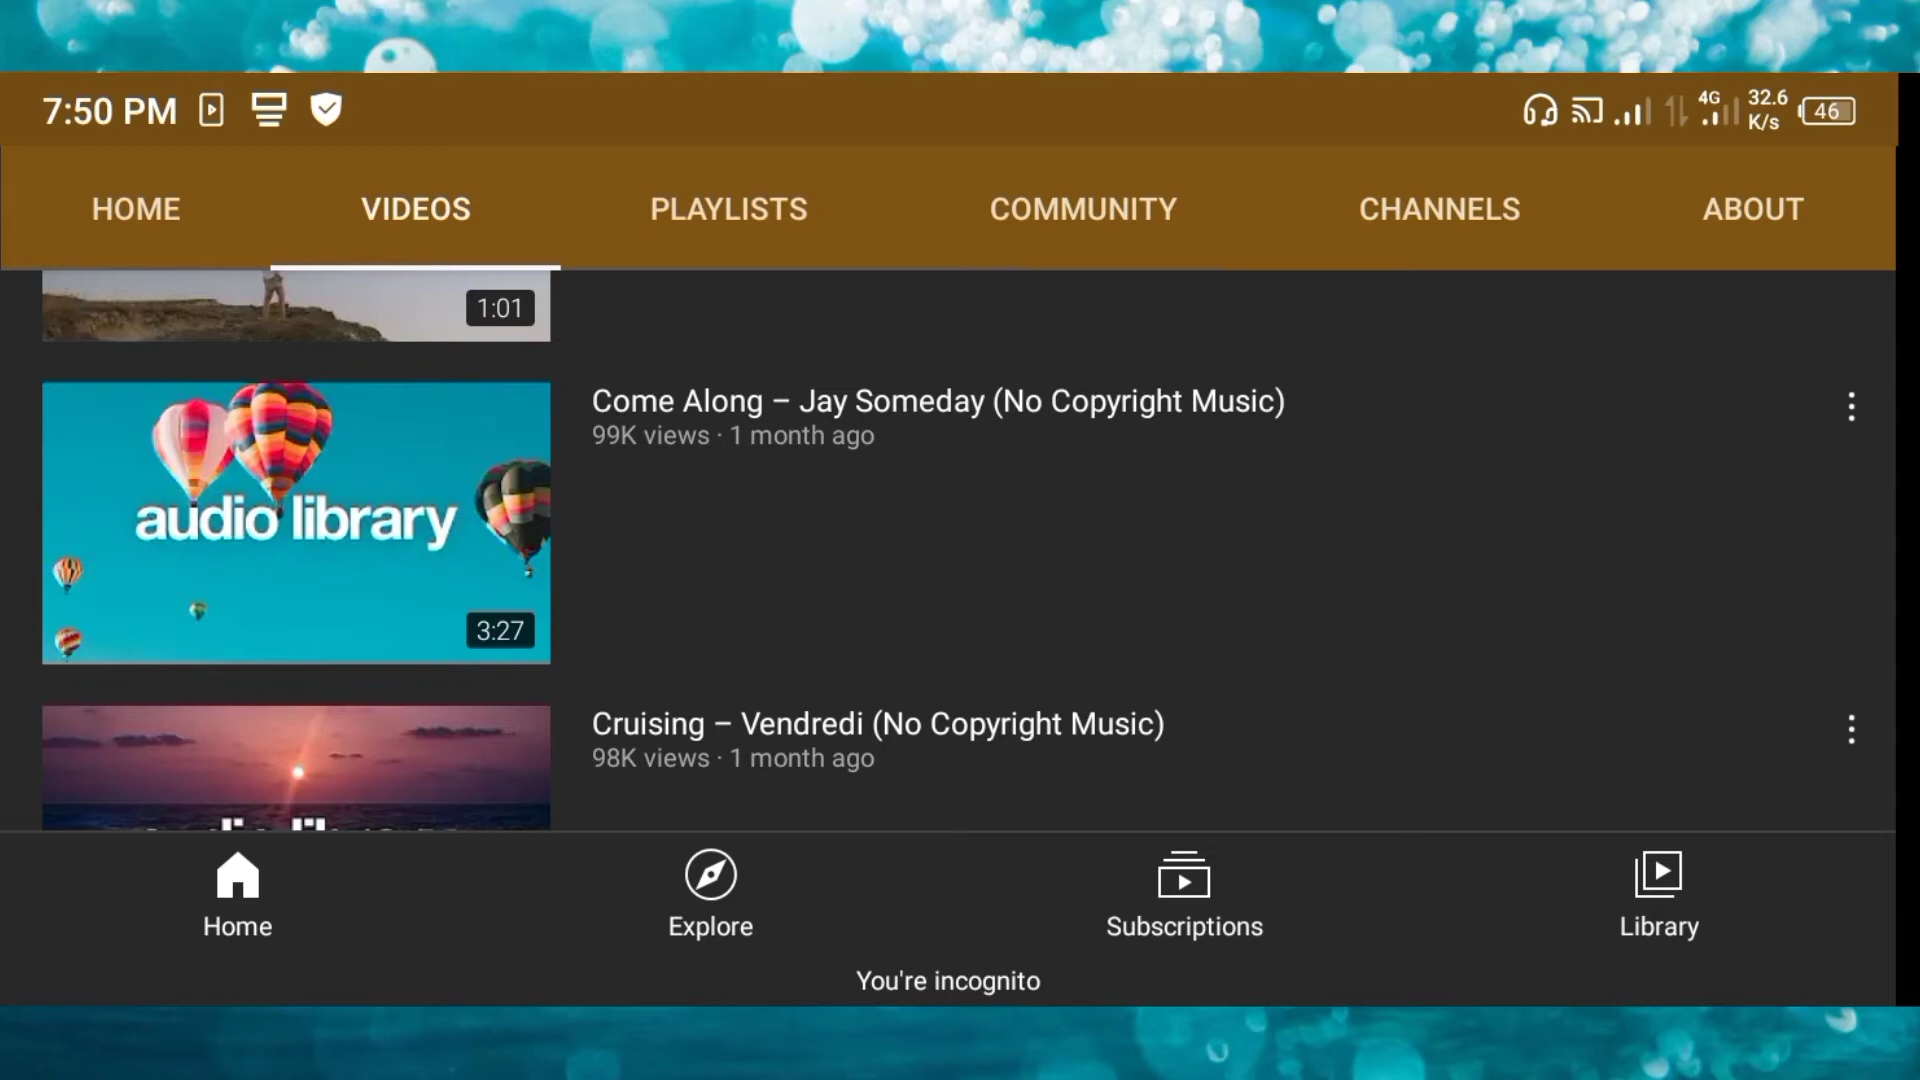 7:50 PM
4G
32.6
K/s
46
HOME
VIDEOS
PLAYLISTS
COMMUNITY
CHANNELS
ABOUT
1:01
audio library
3:27
Come Along – Jay Someday (No Copyright Music)
99K views · 1 month ago
Cruising – Vendredi (No Copyright Music)
98K views · 1 month ago
Home
Explore
Subscriptions
Library
You're incognito